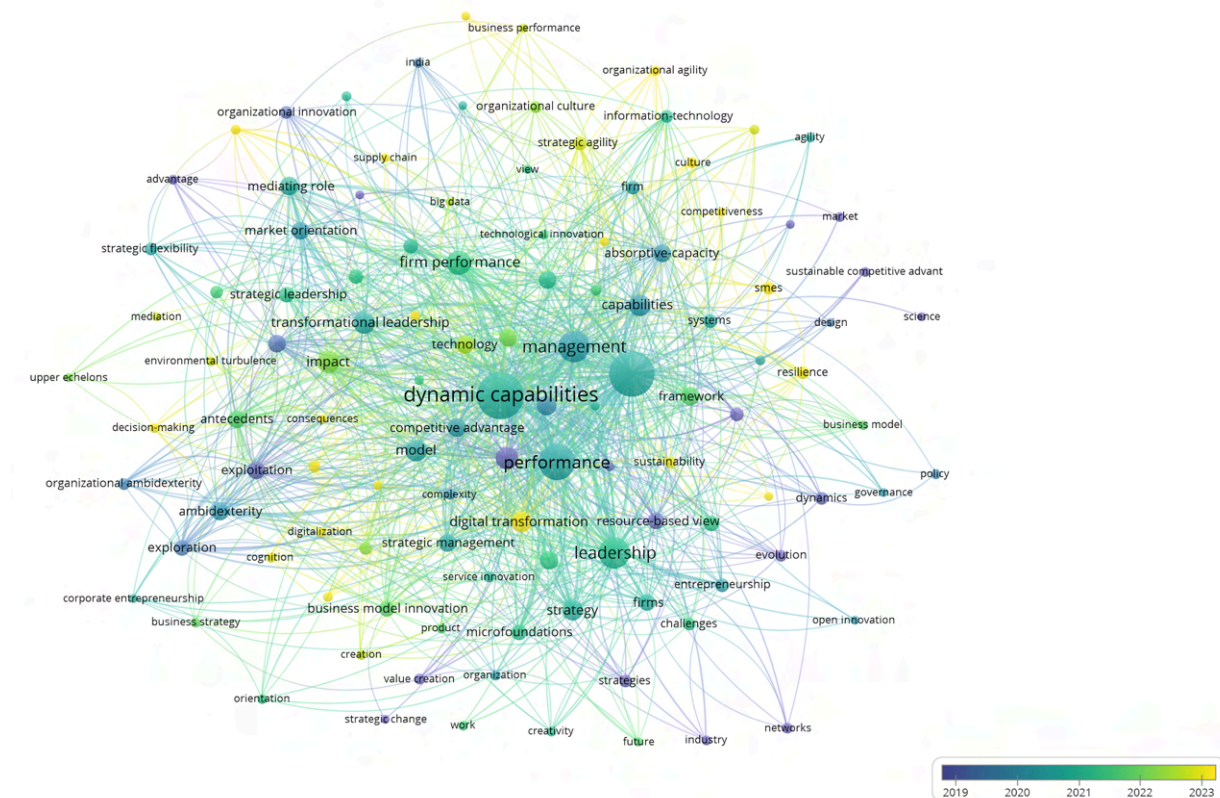 business performance
india
organizational agility
organizational innovation
organizational culture
information-technology
agility
strategic agility
supply chain
culture
view
advantage
mediating role
firm
big data
competitiveness
market
market orientation
technological innovation
strategic flexibility
absorptive-capacity
firm performance
sustainable competitive advant
smes
strategic leadership
capabilities
mediation
transformational leadership
systems
design
science
technology
management
environmental turbulence
impact
resilience
upper echelons
dynamic capabilities
framework
antecedents
consequences
decision-making
competitive advantage
business model
model
performance
sustainability
exploitation
policy
organizational ambidexterity
complexity
dynamics
governance
ambidexterity
digital transformation
resource-based view
digitalization
strategic management
exploration
cognition
leadership
evolution
service innovation
entrepreneurship
corporate entrepreneurship
business model innovation
strategy
firms
business strategy
product
microfoundations
challenges
open innovation
creation
value creation
organization
strategies
orientation
strategic change
work
creativity
future
industry
networks
2019
2020
2021
2022
2023